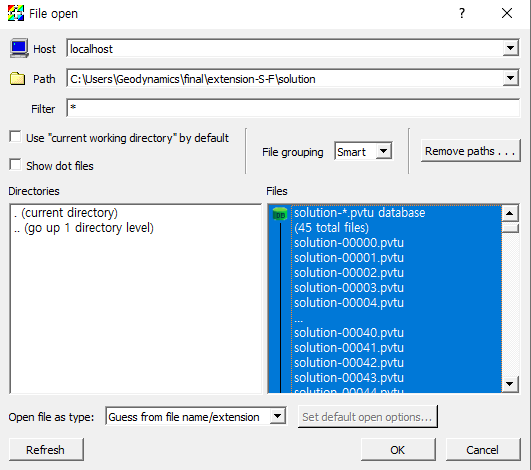 File open
?
Host
localhost
Path
C:\Users\Geodynamics\final\extension-S-F\solution
Filter
*
Use "current working directory" by default
Show dot files
File grouping
Smart
Remove paths . . .
Directories
. (current directory)
.. (go up 1 directory level)
Files
DB
solution-*.pvtu database
(45 total files)
solution-00000.pvtu
solution-00001.pvtu
solution-00002.pvtu
solution-00003.pvtu
solution-00004.pvtu
...
solution-00040.pvtu
solution-00041.pvtu
solution-00042.pvtu
solution-00043.pvtu
solution-00044.pvtu
Open file as type:
Guess from file name/extension
Set default open options...
Refresh
OK
Cancel